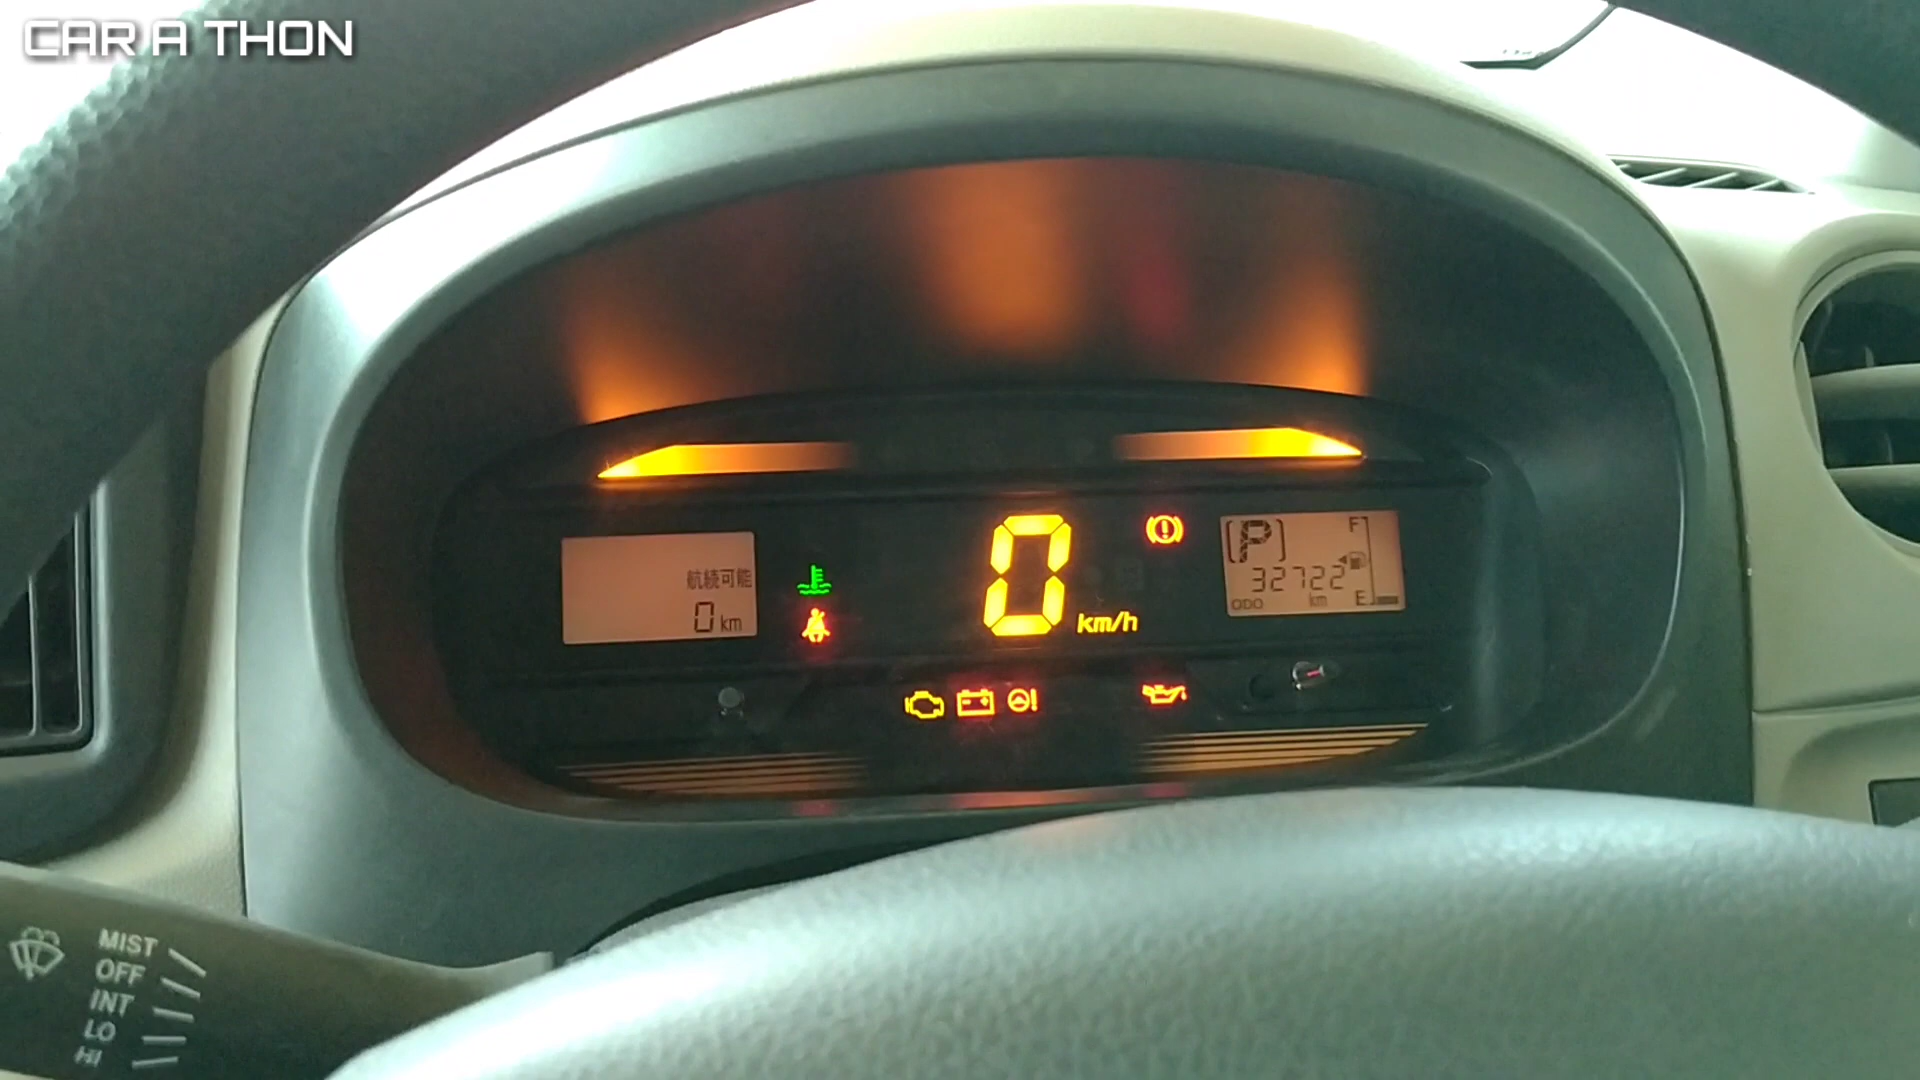 CAR A THON
航続可能
0 km
0 km/h
P
32722
ODO km
F
E
MIST
OFF
INT
LO
HI